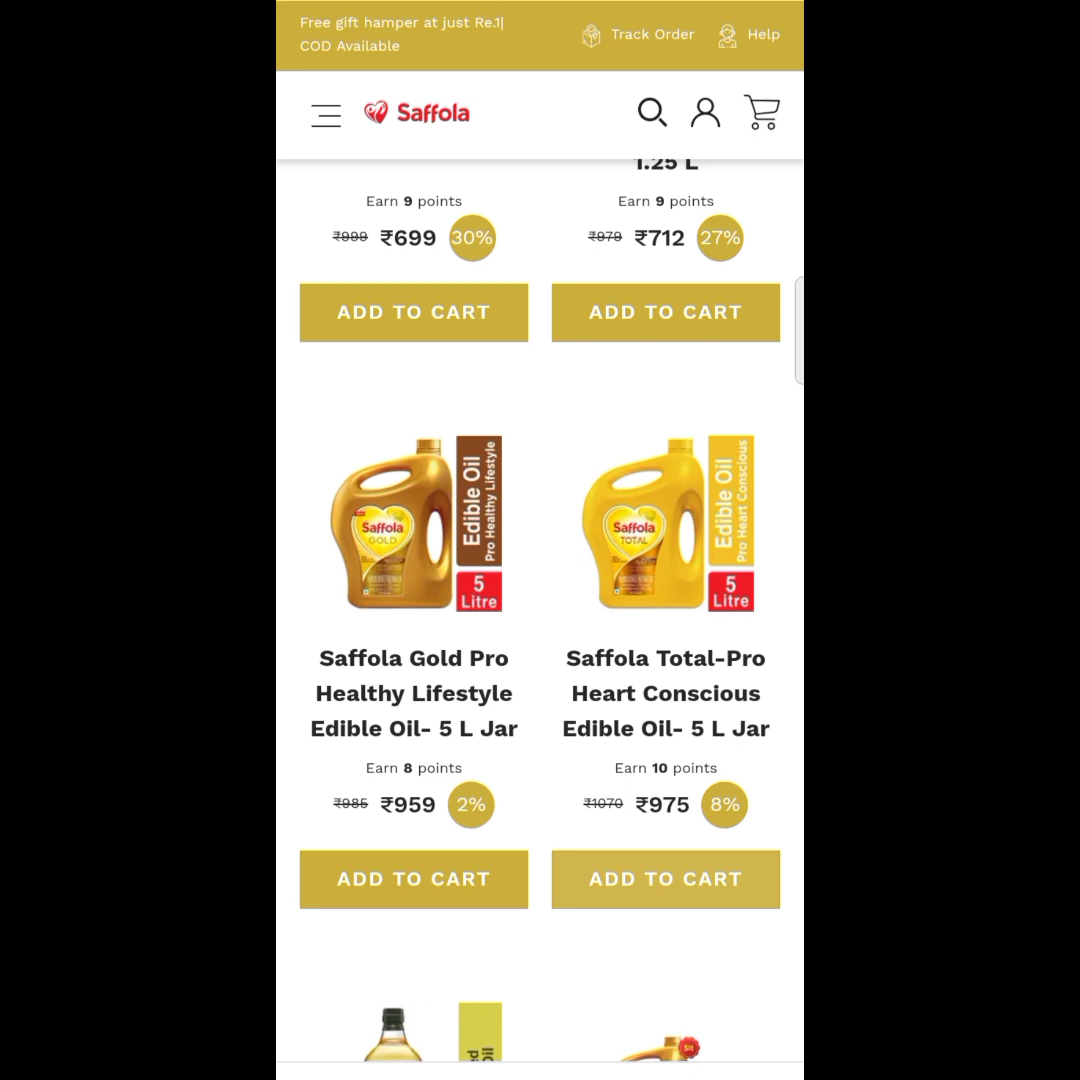 Free gift hamper at just Re.1|
COD Available
Track Order
Help
Saffola
1.25 L
Earn 9 points
Earn 9 points
₹999 ₹699 30%
₹979 ₹712 27%
ADD TO CART
ADD TO CART
Saffola
GOLD
Edible Oil
Pro Healthy Lifestyle
5
Litre
Saffola
TOTAL
Edible Oil
Pro Heart Conscious
5
Litre
Saffola Gold Pro
Healthy Lifestyle
Edible Oil- 5 L Jar
Saffola Total-Pro
Heart Conscious
Edible Oil- 5 L Jar
Earn 8 points
Earn 10 points
₹985 ₹959 2%
₹1070 ₹975 8%
ADD TO CART
ADD TO CART